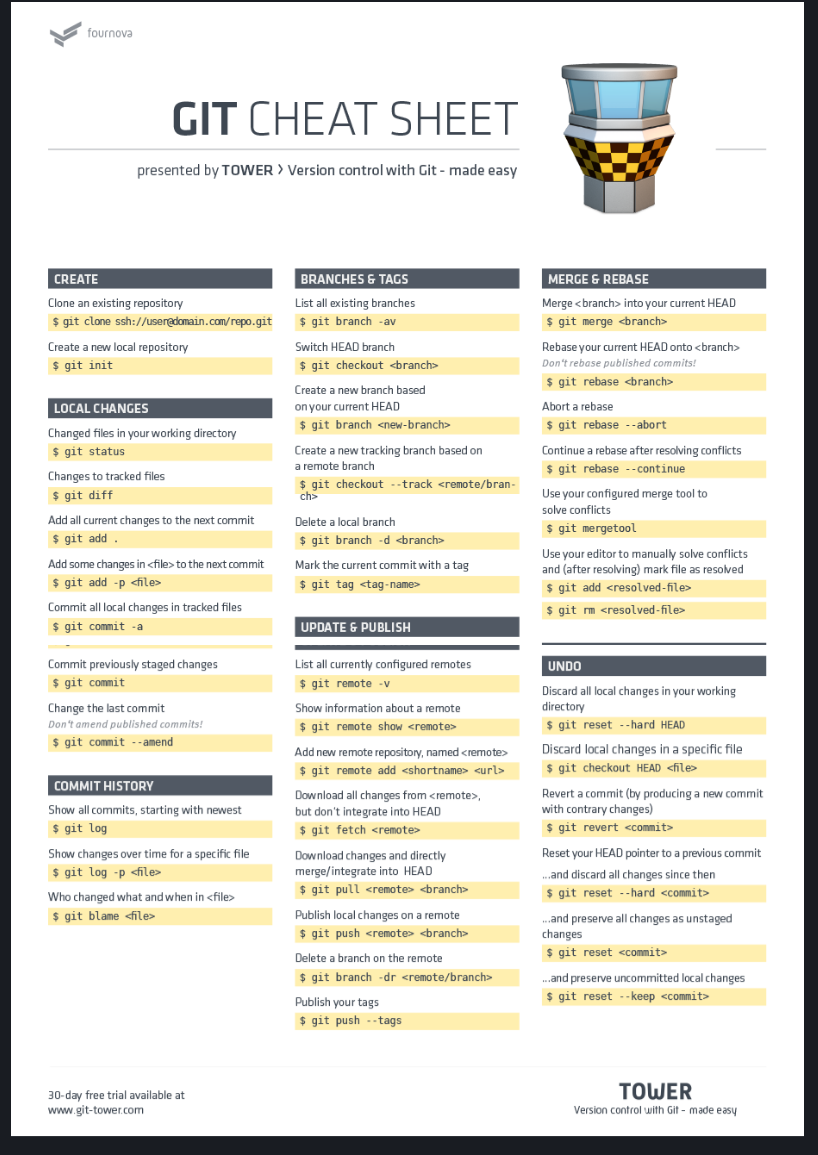 fournova
GIT CHEAT SHEET
presented by TOWER > Version control with Git - made easy
CREATE
Clone an existing repository
$ git clone ssh://user@domain.com/repo.git
Create a new local repository
$ git init
LOCAL CHANGES
Changed files in your working directory
$ git status
Changes to tracked files
$ git diff
Add all current changes to the next commit
$ git add .
Add some changes in <file> to the next commit
$ git add -p <file>
Commit all local changes in tracked files
$ git commit -a
Commit previously staged changes
$ git commit
Change the last commit
Don't amend published commits!
$ git commit --amend
COMMIT HISTORY
Show all commits, starting with newest
$ git log
Show changes over time for a specific file
$ git log -p <file>
Who changed what and when in <file>
$ git blame <file>
BRANCHES & TAGS
List all existing branches
$ git branch -av
Switch HEAD branch
$ git checkout <branch>
Create a new branch based
on your current HEAD
$ git branch <new-branch>
Create a new tracking branch based on
a remote branch
$ git checkout --track <remote/bran-
ch>
Delete a local branch
$ git branch -d <branch>
Mark the current commit with a tag
$ git tag <tag-name>
UPDATE & PUBLISH
List all currently configured remotes
$ git remote -v
Show information about a remote
$ git remote show <remote>
Add new remote repository, named <remote>
$ git remote add <shortname> <url>
Download all changes from <remote>,
but don't integrate into HEAD
$ git fetch <remote>
Download changes and directly
merge/integrate into HEAD
$ git pull <remote> <branch>
Publish local changes on a remote
$ git push <remote> <branch>
Delete a branch on the remote
$ git branch -dr <remote/branch>
Publish your tags
$ git push --tags
MERGE & REBASE
Merge <branch> into your current HEAD
$ git merge <branch>
Rebase your current HEAD onto <branch>
Don't rebase published commits!
$ git rebase <branch>
Abort a rebase
$ git rebase --abort
Continue a rebase after resolving conflicts
$ git rebase --continue
Use your configured merge tool to
solve conflicts
$ git mergetool
Use your editor to manually solve conflicts
and (after resolving) mark file as resolved
$ git add <resolved-file>
$ git rm <resolved-file>
UNDO
Discard all local changes in your working
directory
$ git reset --hard HEAD
Discard local changes in a specific file
$ git checkout HEAD <file>
Revert a commit (by producing a new commit
with contrary changes)
$ git revert <commit>
Reset your HEAD pointer to a previous commit
...and discard all changes since then
$ git reset --hard <commit>
...and preserve all changes as unstaged
changes
$ git reset <commit>
...and preserve uncommitted local changes
$ git reset --keep <commit>
30-day free trial available at
www.git-tower.com
TOWER
Version control with Git - made easy